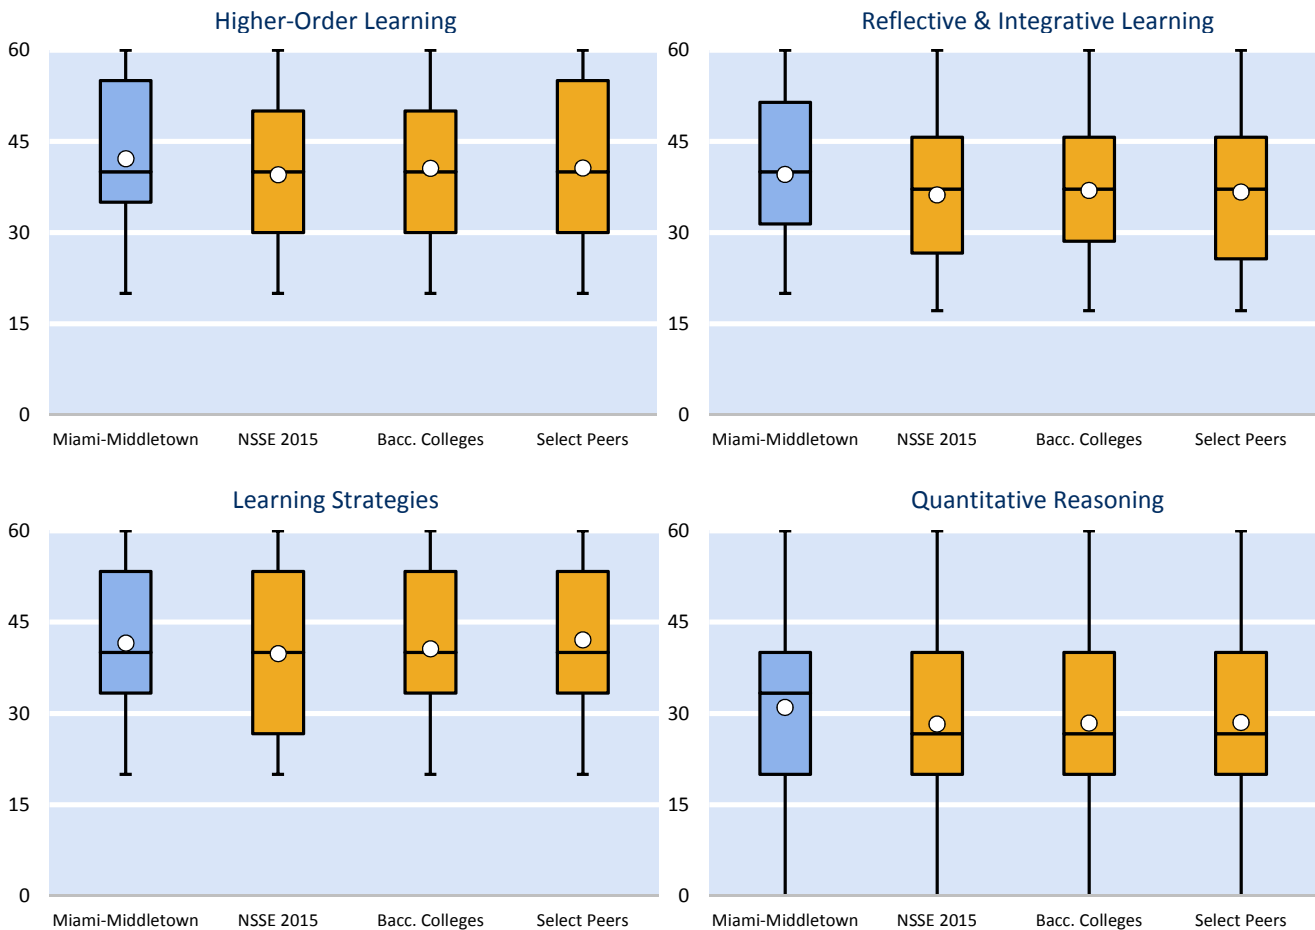 Higher-Order Learning
60
45
30
15
0
Miami-Middletown NSSE 2015 Bacc. Colleges Select Peers
Reflective & Integrative Learning
60
45
30
15
0
Miami-Middletown NSSE 2015 Bacc. Colleges Select Peers
Learning Strategies
60
45
30
15
0
Miami-Middletown NSSE 2015 Bacc. Colleges Select Peers
Quantitative Reasoning
60
45
30
15
0
Miami-Middletown NSSE 2015 Bacc. Colleges Select Peers